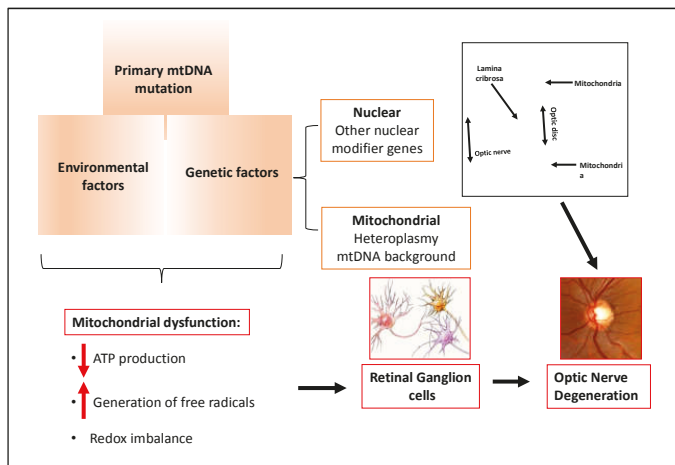 Primary mtDNA
mutation
Environmental
factors
Genetic factors
Nuclear
Other nuclear
modifier genes
Mitochondrial
Heteroplasmy
mtDNA background
Lamina
cribrosa
Mitochondria
Optic disc
Optic nerve
Mitochondri
a
Mitochondrial dysfunction:
• ATP production
• Generation of free radicals
• Redox imbalance
Retinal Ganglion
cells
Optic Nerve
Degeneration